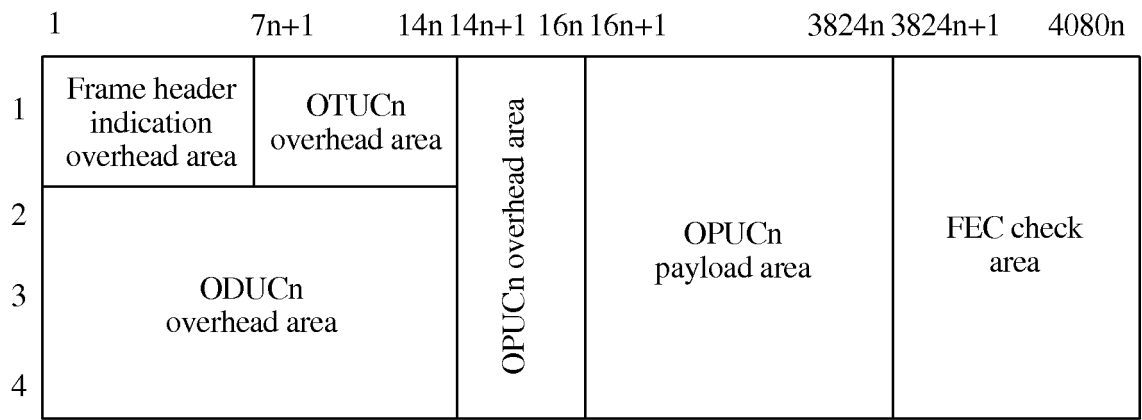 1 7n+1 14n 14n+1 16n 16n+1 3824n 3824n+1 4080n
1
Frame header
indication
overhead area
OTUCn
overhead area
OPUCn overhead area
OPUCn
payload area
FEC check
area
2
3
4
ODUCn
overhead area